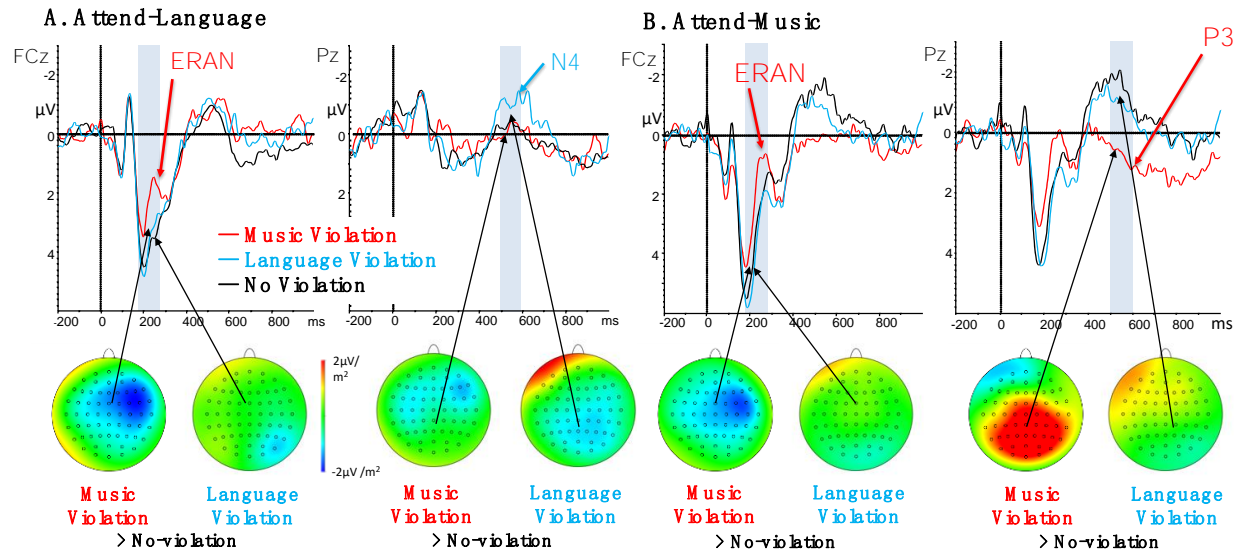 A. Attend-Language
B. Attend-Music
FCz
-2
µV
0
2
4
ERAN
-200 0 200 400 600 ms
Pz
-2
µV
0
2
4
N4
-200 0 200 400 600 800 ms
FCz
-2
µV
0
2
4
ERAN
-200 0 200 400 600 800
Pz
-2
µV
0
2
4
P3
-200 0 200 400 600 800 ms
Music Violation
Language Violation
No Violation
2µV/
m²
-2µV/m²
Music
Violation
Language
Violation
> No-violation
Music
Violation
Language
Violation
> No-violation
Music
Violation
Language
Violation
> No-violation
Music
Violation
Language
Violation
> No-violation